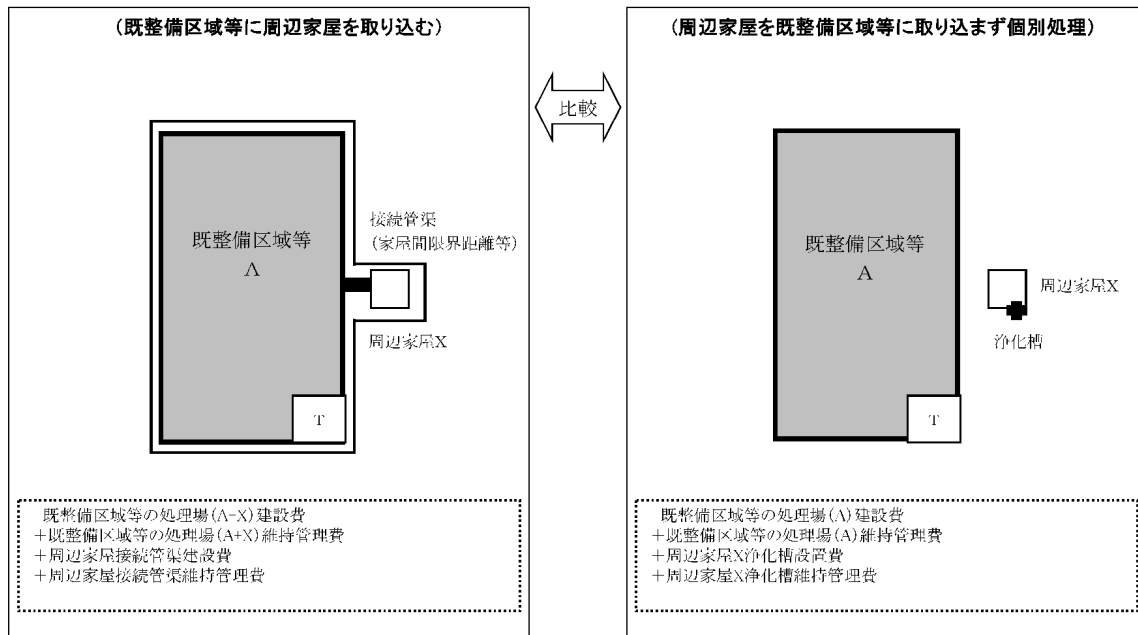 (既整備区域等に周辺家屋を取り込む)
既整備区域等
Λ
接続管渠
(家屋間限界距離等)
周辺家屋X
T
既整備区域等の処理場(A-X)建設費
+既整備区域等の処理場(A+X)維持管理費
+周辺家屋接続管渠建設費
+周辺家屋接続管渠維持管理費
比較
(周辺家屋を既整備区域等に取り込まず個別処理)
既整備区域等
A
周辺家屋X
浄化槽
T
既整備区域等の処理場(A)建設費
+既整備区域等の処理場(A)維持管理費
+周辺家屋X浄化槽設置費
+周辺家屋X浄化槽維持管理費